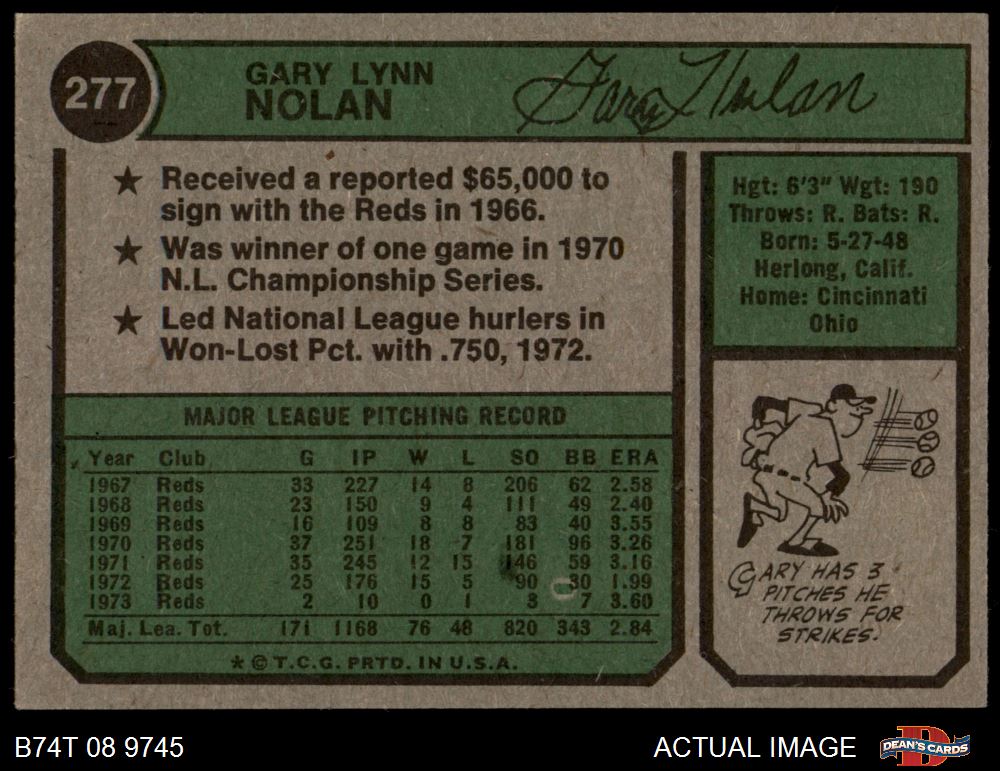 277
GARY LYNN
NOLAN
Gary Nolan
★ Received a reported $65,000 to
sign with the Reds in 1966.
★ Was winner of one game in 1970
N.L. Championship Series.
★ Led National League hurlers in
Won-Lost Pct. with .750, 1972.
Hgt: 6'3" Wgt: 190
Throws: R. Bats: R.
Born: 5-27-48
Herlong, Calif.
Home: Cincinnati
Ohio
MAJOR LEAGUE PITCHING RECORD
Year Club G IP W L SO BB ERA
1967 Reds 33 227 14 8 206 62 2.58
1968 Reds 23 150 9 4 111 49 2.40
1969 Reds 16 109 8 8 83 40 3.55
1970 Reds 37 251 18 7 181 96 3.26
1971 Reds 35 245 12 15 146 59 3.16
1972 Reds 25 176 15 5 90 30 1.99
1973 Reds 2 10 0 1 3 7 3.60
Maj. Lea. Tot. 171 1168 76 48 820 343 2.84
★ © T.C.G. PRTD. IN U.S.A.
GARY HAS 3
PITCHES HE
THROWS FOR
STRIKES.
B74T 08 9745
ACTUAL IMAGE
DEAN'S CARDS